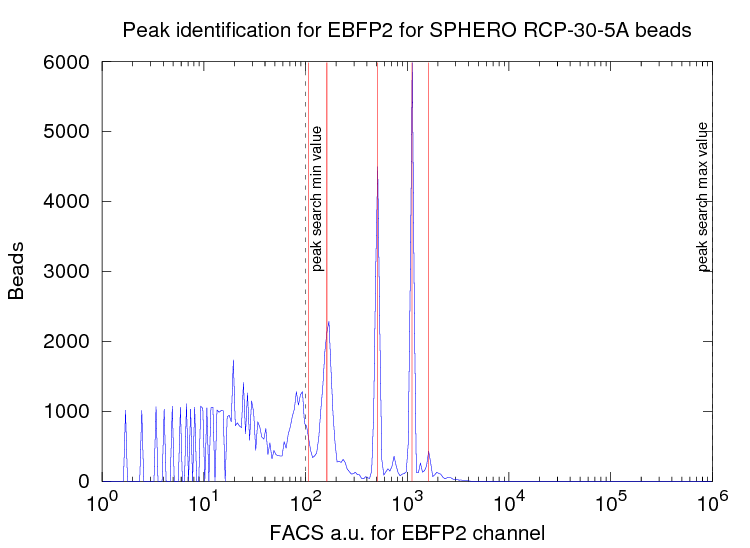 Peak identification for EBFP2 for SPHERO RCP-30-5A beads
6000
5000
4000
3000
2000
1000
0
Beads
peak search min value
peak search max value
10^0
10^1
10^2
10^3
10^4
10^5
10^6
FACS a.u. for EBFP2 channel